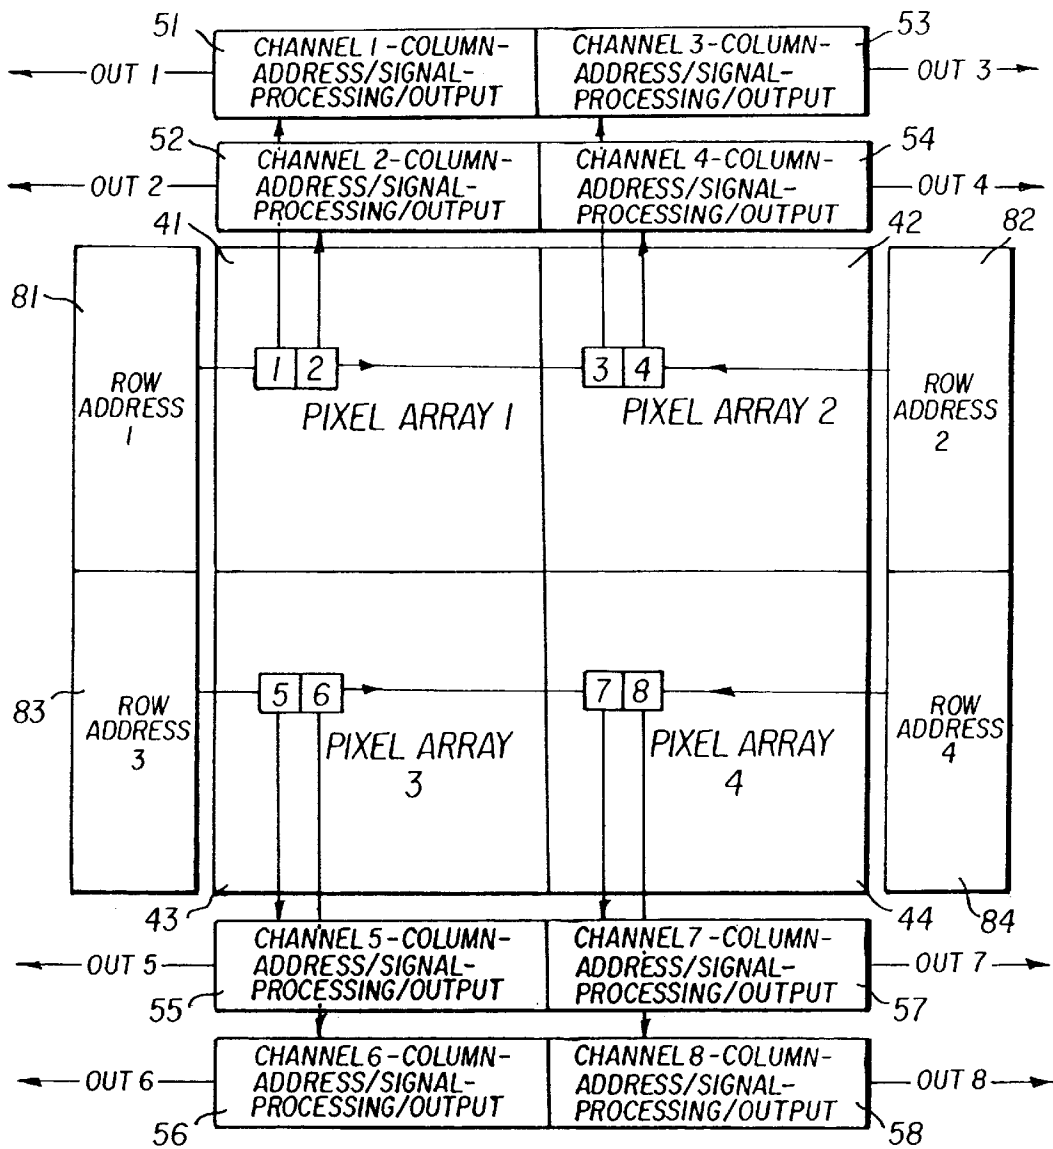 51
53
CHANNEL 1-COLUMN-
ADDRESS/SIGNAL-
PROCESSING/OUTPUT
CHANNEL 3-COLUMN-
ADDRESS/SIGNAL-
PROCESSING/OUTPUT
OUT 1
OUT 3
52
54
CHANNEL 2-COLUMN-
ADDRESS/SIGNAL-
PROCESSING/OUTPUT
CHANNEL 4-COLUMN-
ADDRESS/SIGNAL-
PROCESSING/OUTPUT
OUT 2
OUT 4
41
42
82
81
ROW
ADDRESS
1
1 2
PIXEL ARRAY 1
3 4
PIXEL ARRAY 2
ROW
ADDRESS
2
83
ROW
ADDRESS
3
5 6
PIXEL ARRAY
3
7 8
PIXEL ARRAY
4
ROW
ADDRESS
4
43
44
84
CHANNEL 5-COLUMN-
ADDRESS/SIGNAL-
PROCESSING/OUTPUT
CHANNEL 7-COLUMN-
ADDRESS/SIGNAL-
PROCESSING/OUTPUT
OUT 5
OUT 7
55
57
CHANNEL 6-COLUMN-
ADDRESS/SIGNAL-
PROCESSING/OUTPUT
CHANNEL 8-COLUMN-
ADDRESS/SIGNAL-
PROCESSING/OUTPUT
OUT 6
OUT 8
56
58